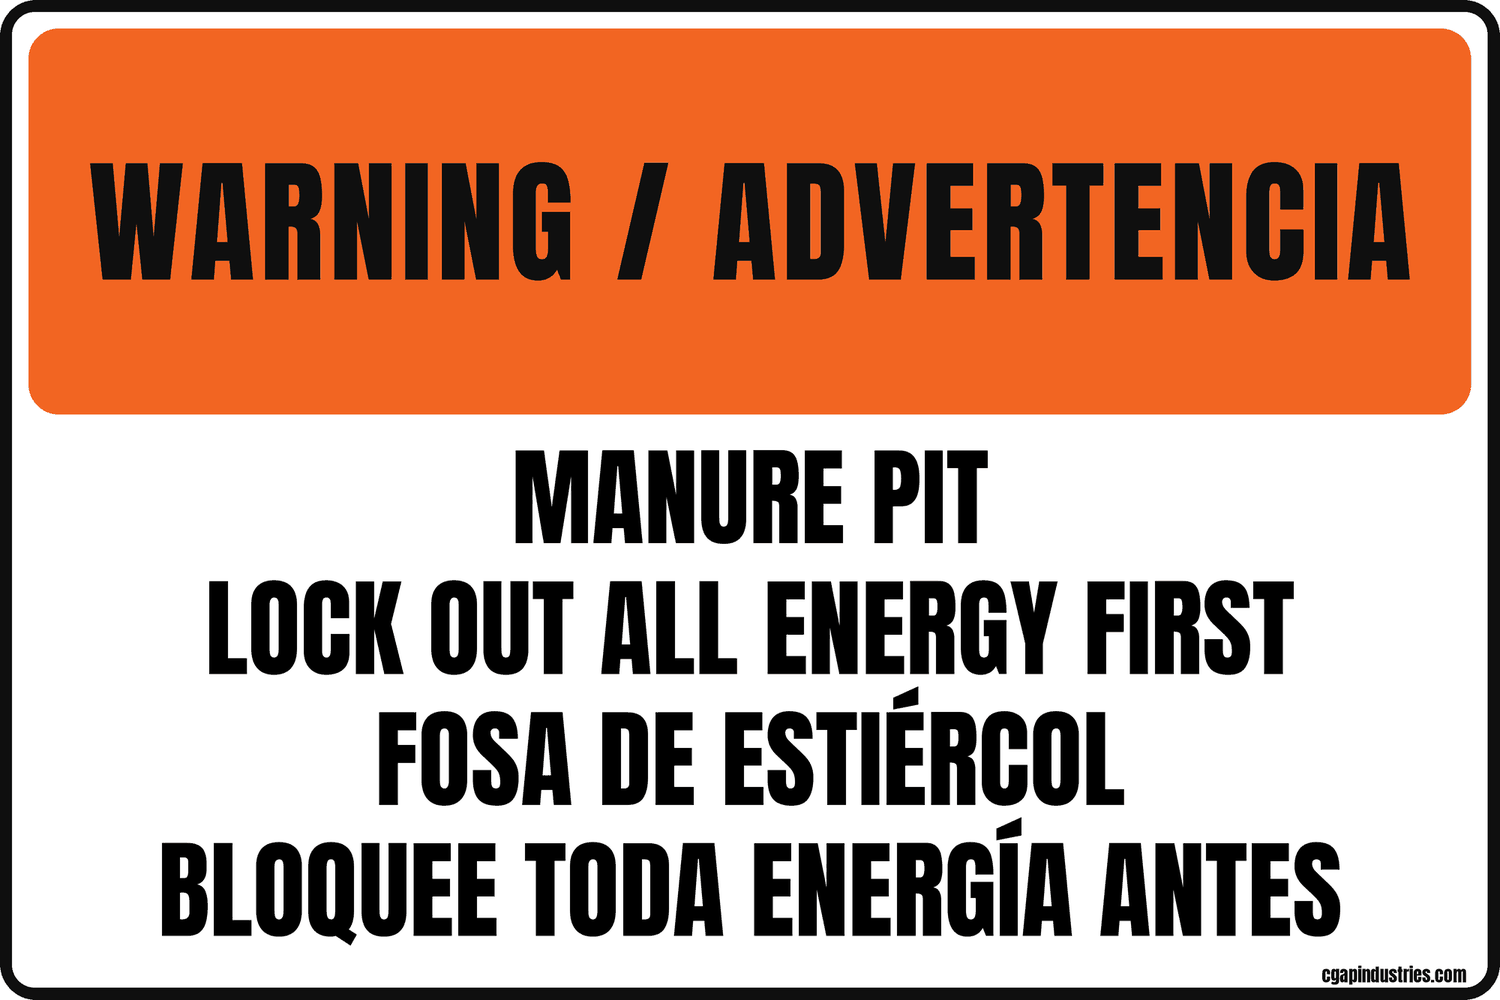 WARNING / ADVERTENCIA
MANURE PIT
LOCK OUT ALL ENERGY FIRST
FOSA DE ESTIÉRCOL
BLOQUEE TODA ENERGÍA ANTES
cgapindustries.com